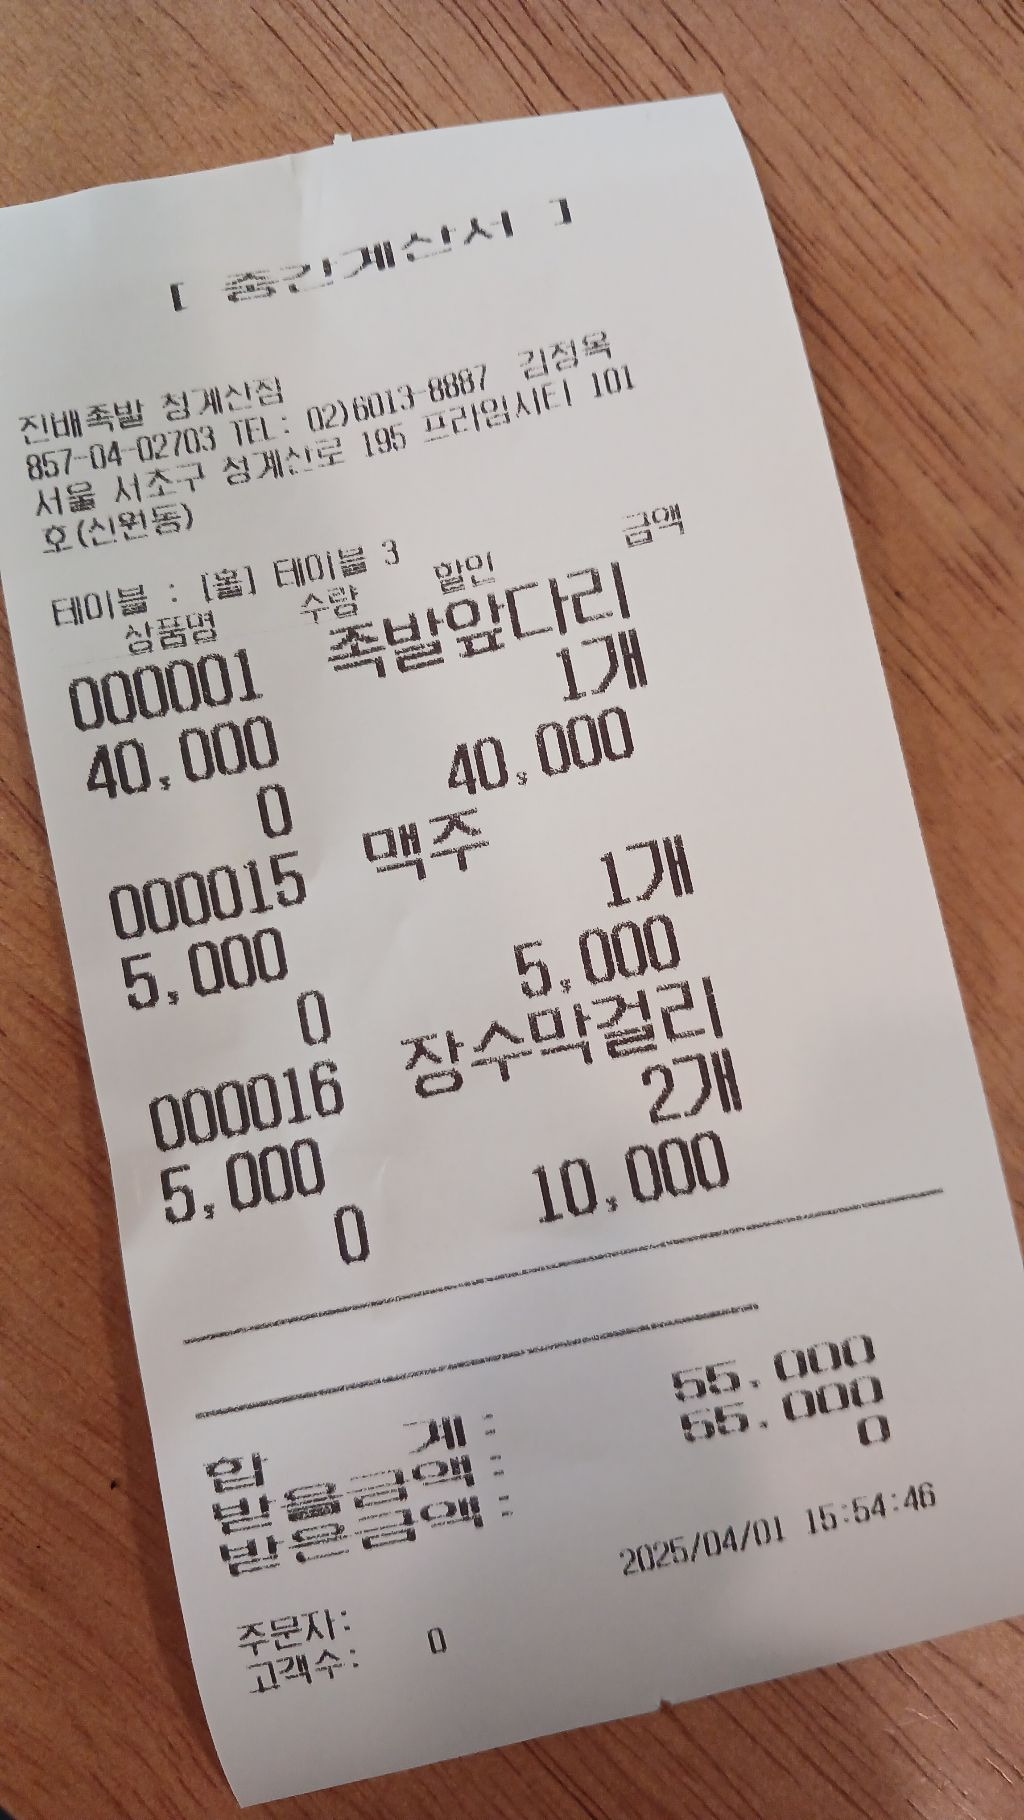 [ 중간계산서 ]
진배족발 청계산점
857-04-02703 TEL: 02)6013-8887 김정옥
서울 서초구 청계산로 195 프라임시티 101
호(신원동)
테이블 : [홀] 테이블 3
상품명 수량 할인 금액
000001 족발앞다리
40,000 1개
0 40,000
000015 맥주
5,000 1개
0 5,000
000016 장수막걸리
5,000 2개
0 10,000
합 계: 55.000
받을금액: 55.000
받은금액: 0
2025/04/01 15:54:46
주문자:
고객수: 0